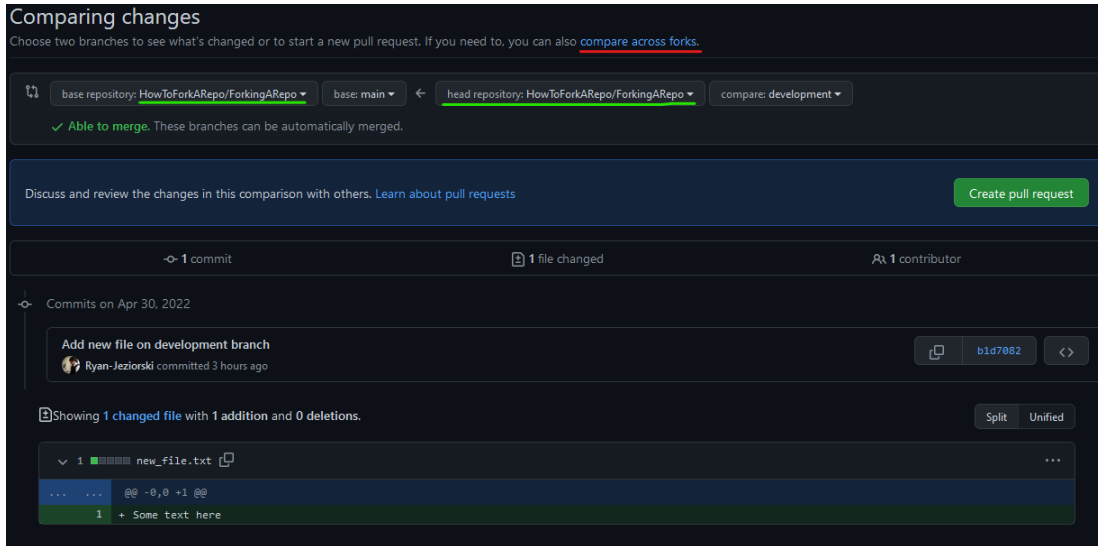 Comparing changes
Choose two branches to see what's changed or to start a new pull request. If you need to, you can also compare across forks.
base repository: HowToForkARepo/ForkingARepo base: main head repository: HowToForkARepo/ForkingARepo compare: development
Able to merge. These branches can be automatically merged.
Discuss and review the changes in this comparison with others. Learn about pull requests Create pull request
1 commit 1 file changed 1 contributor
Commits on Apr 30, 2022
Add new file on development branch
Ryan-Jeziorski committed 3 hours ago b1d7082
Showing 1 changed file with 1 addition and 0 deletions. Split Unified
1 new_file.txt ...
... ... @@ -0,0 +1 @@
1 + Some text here